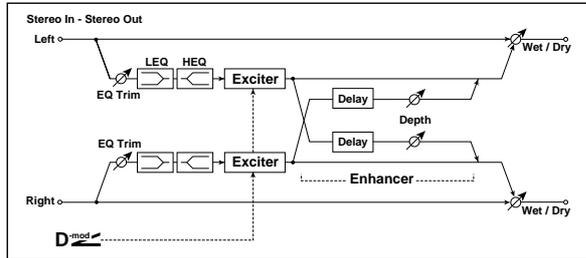 Stereo In - Stereo Out
Left
Wet / Dry
LEQ HEQ
EQ Trim
Exciter
Delay
Depth
EQ Trim
Delay
Exciter
Enhancer
Right
Wet / Dry
D-mod